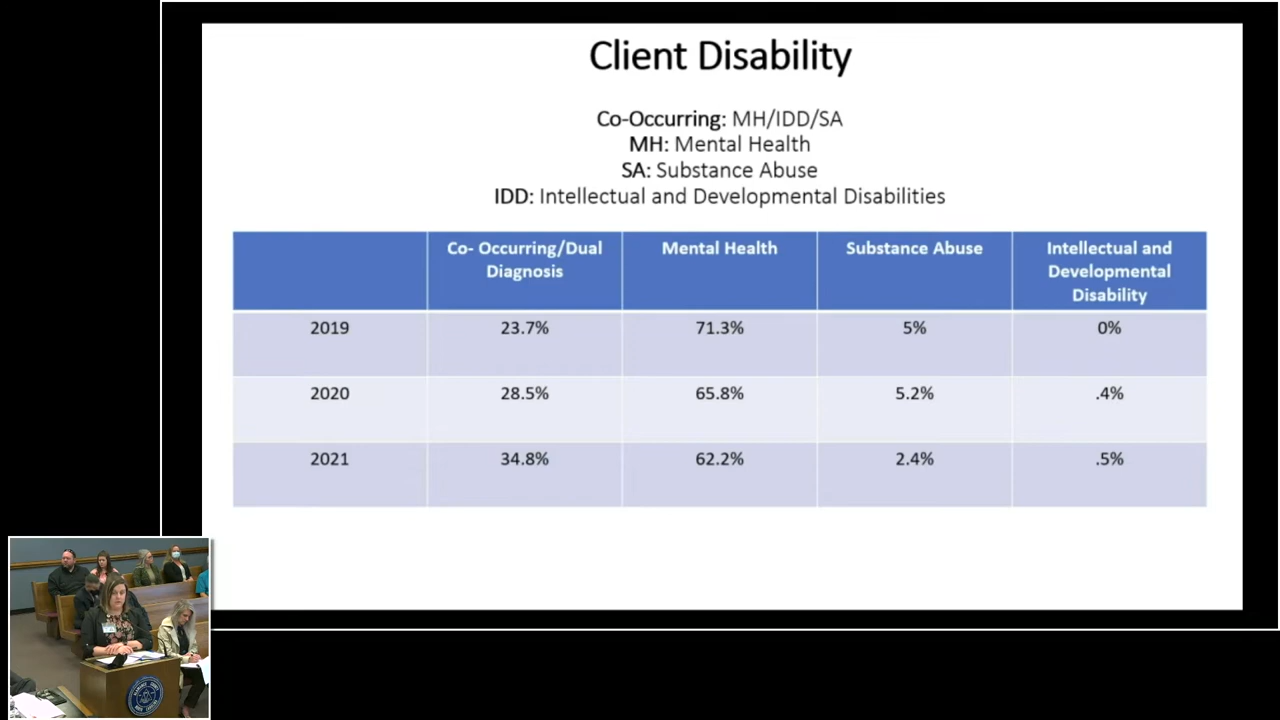 Client Disability
Co-Occurring: MH/IDD/SA
MH: Mental Health
SA: Substance Abuse
IDD: Intellectual and Developmental Disabilities
Co- Occurring/Dual Diagnosis
Mental Health
Substance Abuse
Intellectual and Developmental Disability
2019 23.7% 71.3% 5% 0%
2020 28.5% 65.8% 5.2% .4%
2021 34.8% 62.2% 2.4% .5%